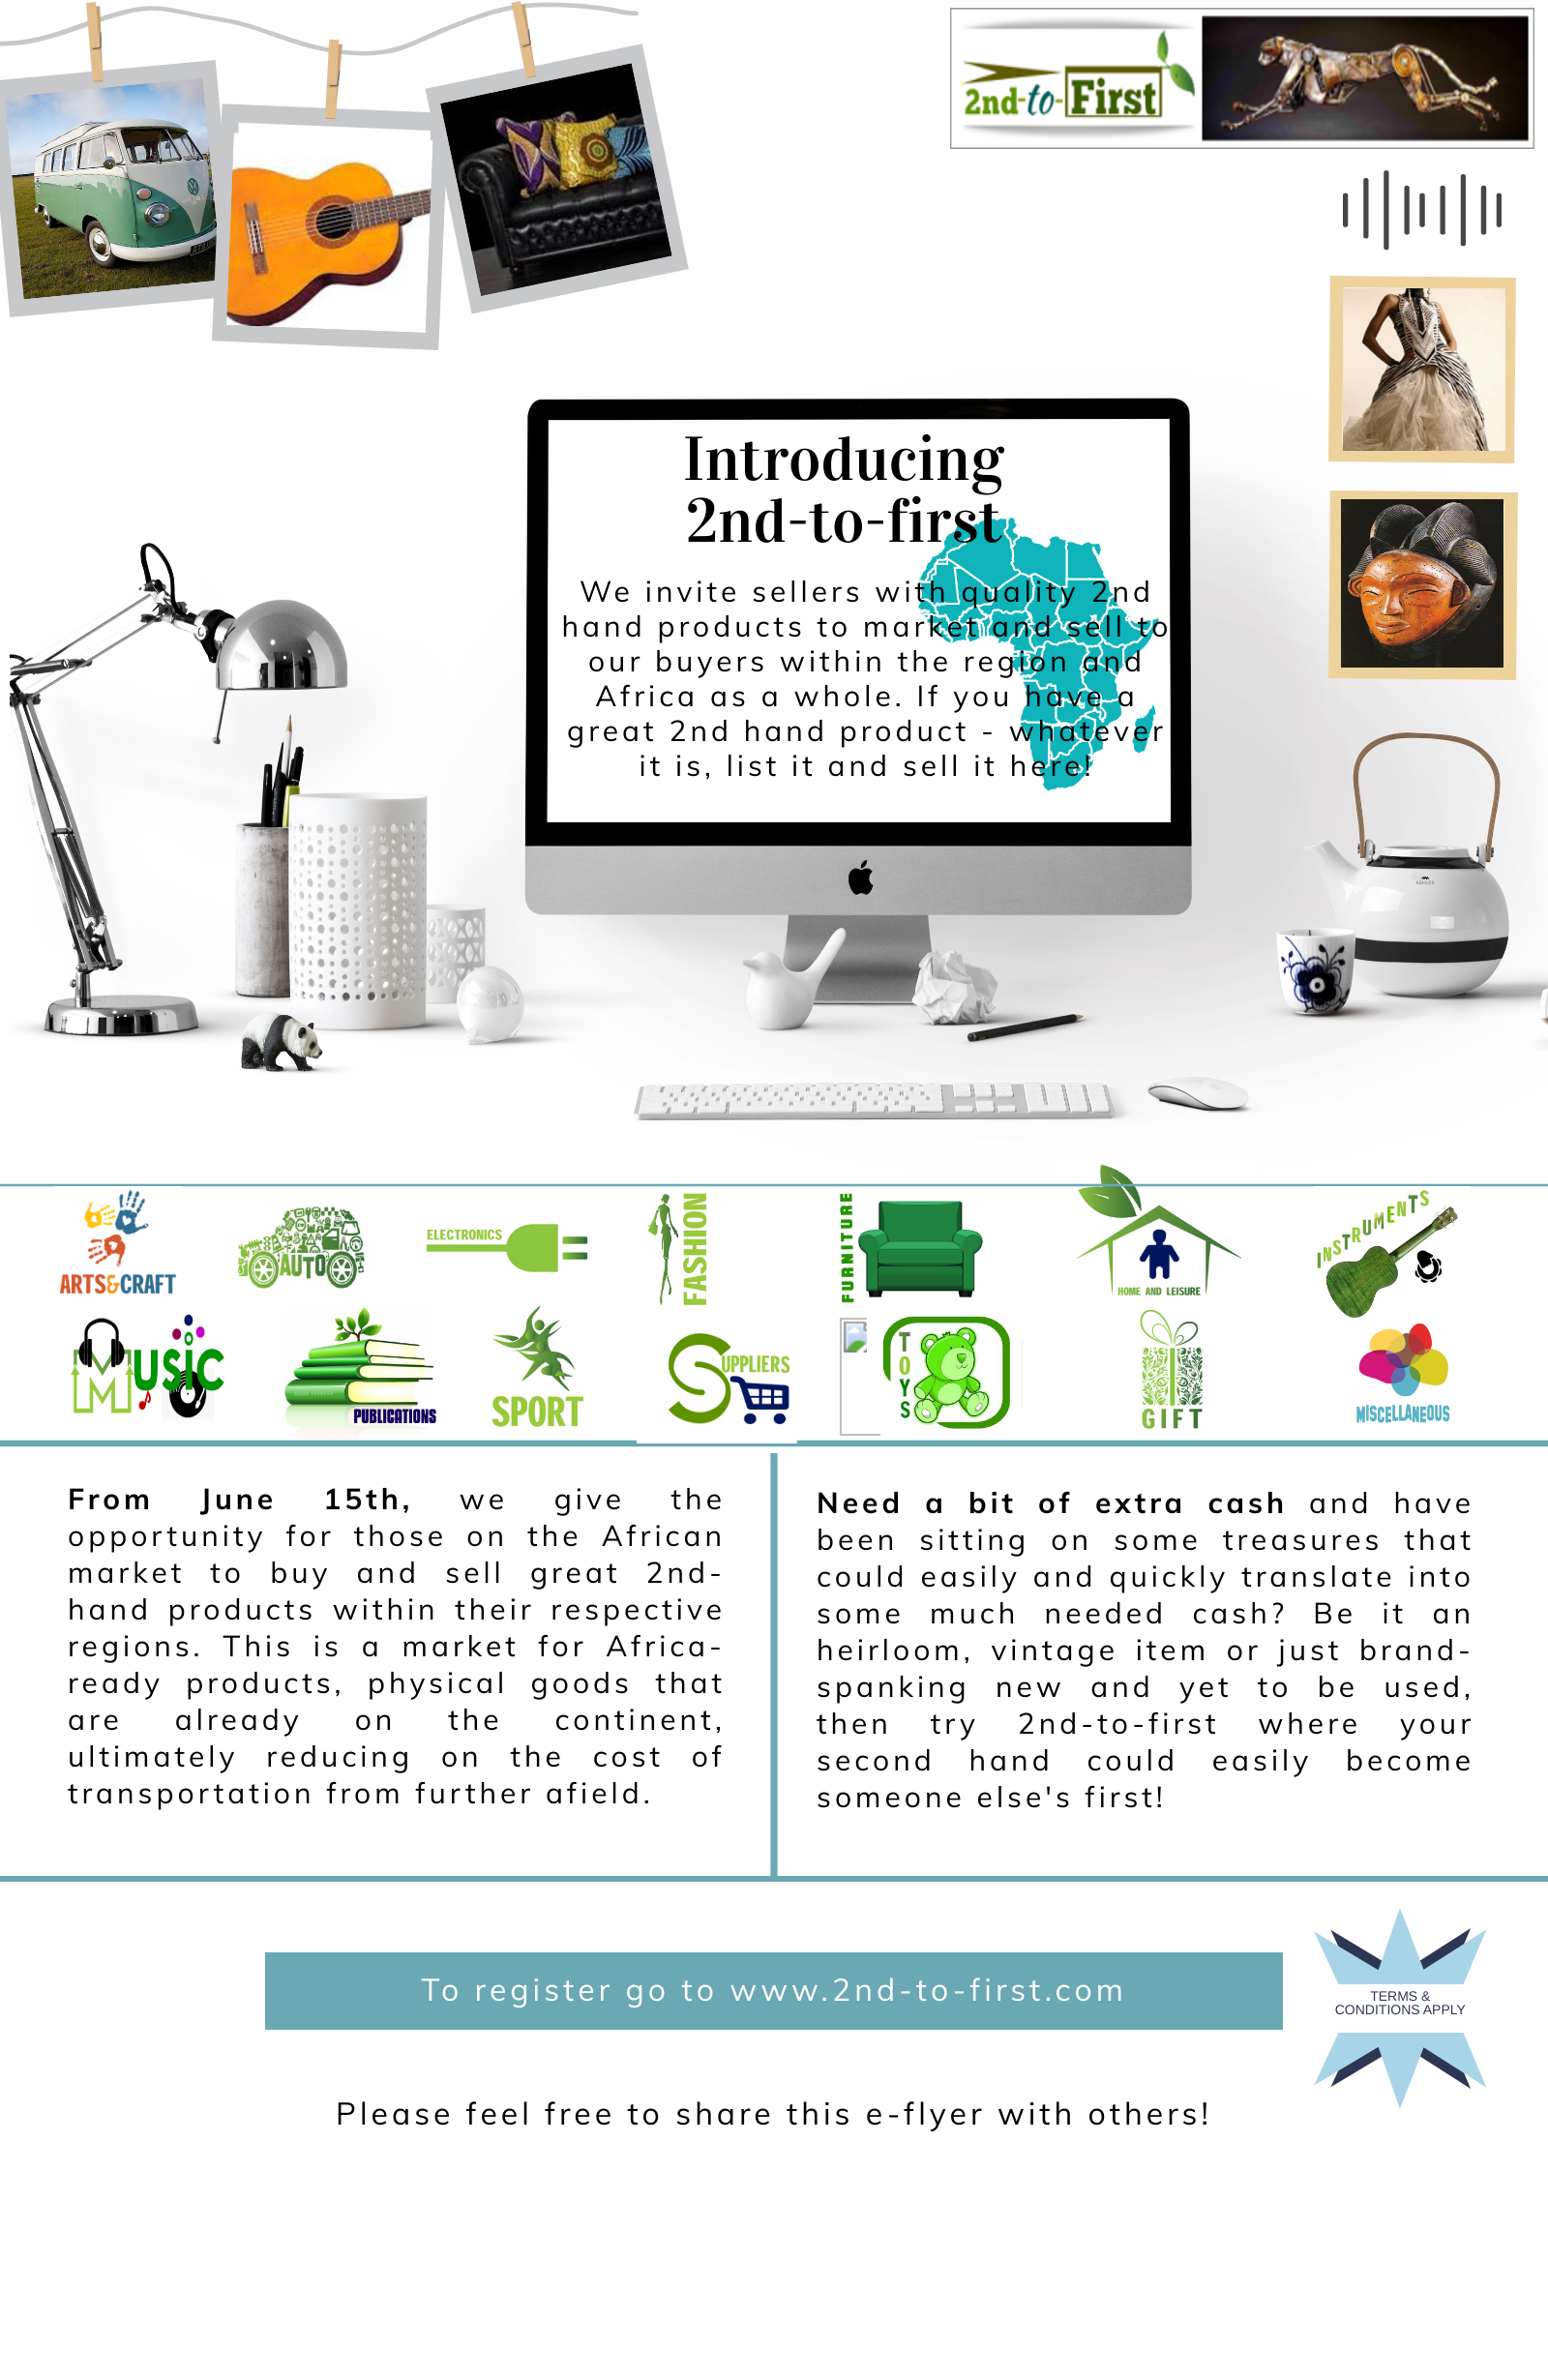 2nd-to-First
Introducing
2nd-to-first
We invite sellers with quality 2nd
hand products to market and sell to
our buyers within the region and
Africa as a whole. If you have a
great 2nd hand product - whatever
it is, list it and sell it here!
ARTS&CRAFT
AUTO
ELECTRONICS
FASHION
FURNITURE
HOME AND LEISURE
INSTRUMENTS
MUSIC
PUBLICATIONS
SPORT
SUPPLIERS
TOYS
GIFT
MISCELLANEOUS
From June 15th, we give the
opportunity for those on the African
market to buy and sell great 2nd-
hand products within their respective
regions. This is a market for Africa-
ready products, physical goods that
are already on the continent,
ultimately reducing on the cost of
transportation from further afield.
Need a bit of extra cash and have
been sitting on some treasures that
could easily and quickly translate into
some much needed cash? Be it an
heirloom, vintage item or just brand-
spanking new and yet to be used,
then try 2nd-to-first where your
second hand could easily become
someone else's first!
To register go to www.2nd-to-first.com
TERMS &
CONDITIONS APPLY
Please feel free to share this e-flyer with others!